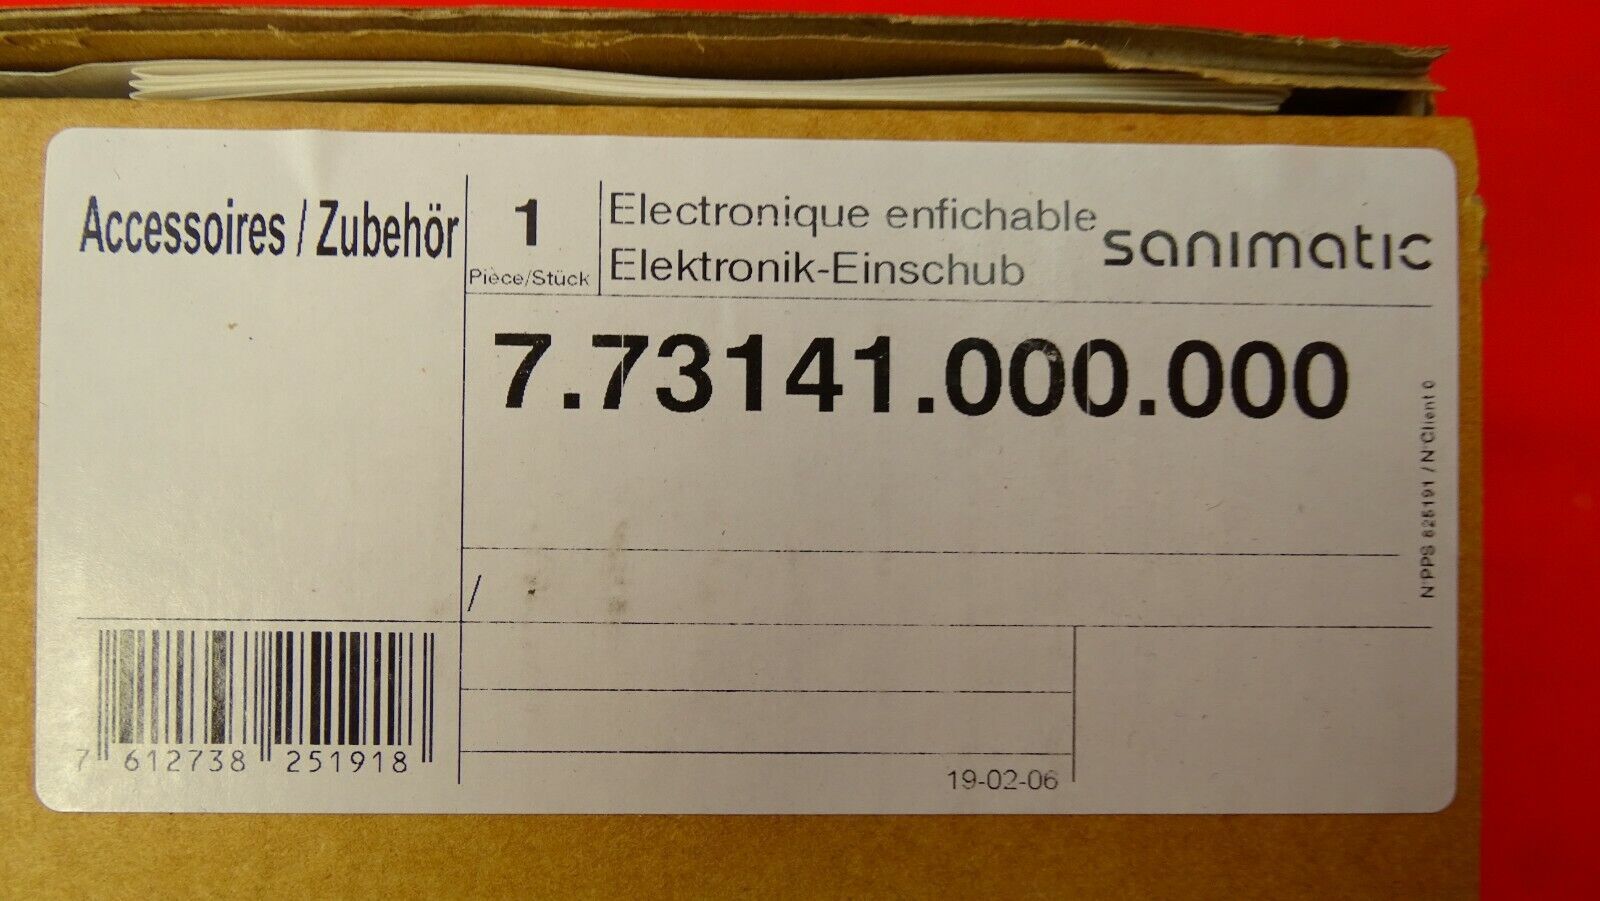 Accessoires / Zubehör
1
Pièce/Stück
Electronique enfichable
Elektronik-Einschub
sanimatic
7.73141.000.000
N°PPS 825191 / N°Client 0
/
7 612738 251918
19-02-06